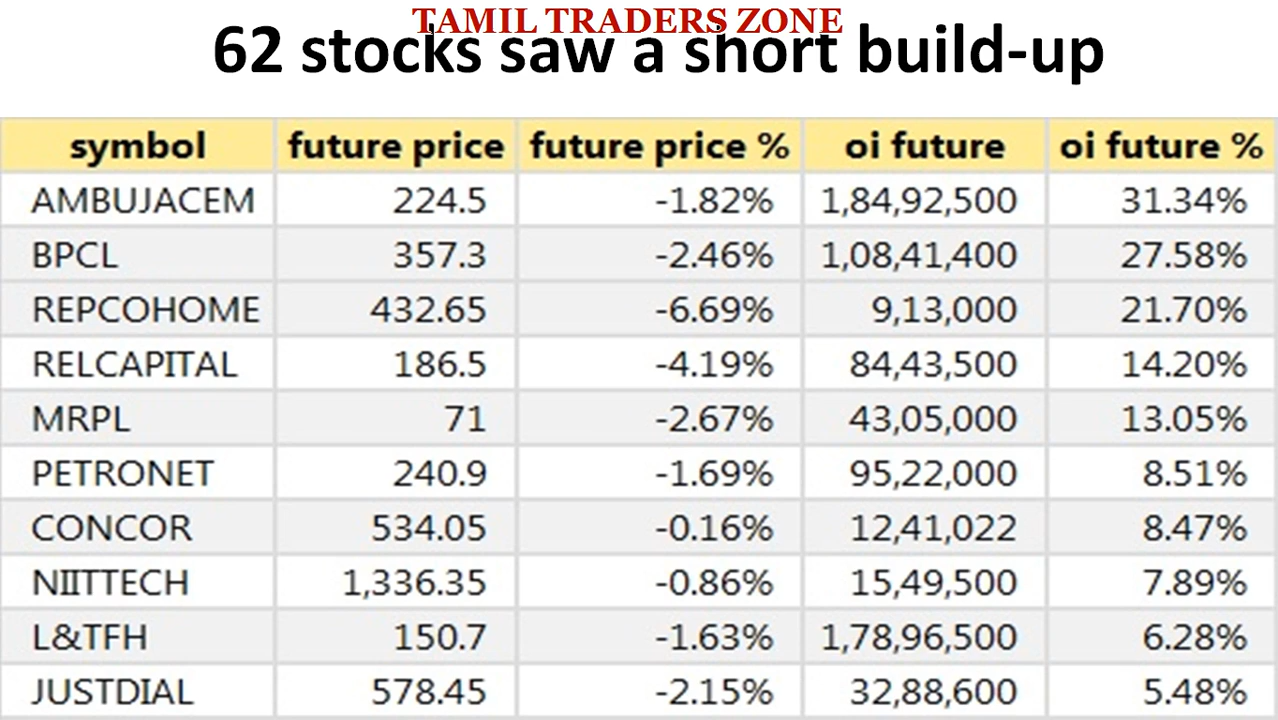 TAMIL TRADERS ZONE
62 stocks saw a short build-up
symbol future price future price % oi future oi future %
AMBUJACEM 224.5 -1.82% 1,84,92,500 31.34%
BPCL 357.3 -2.46% 1,08,41,400 27.58%
REPCOHOME 432.65 -6.69% 9,13,000 21.70%
RELCAPITAL 186.5 -4.19% 84,43,500 14.20%
MRPL 71 -2.67% 43,05,000 13.05%
PETRONET 240.9 -1.69% 95,22,000 8.51%
CONCOR 534.05 -0.16% 12,41,022 8.47%
NIITTECH 1,336.35 -0.86% 15,49,500 7.89%
L&TFH 150.7 -1.63% 1,78,96,500 6.28%
JUSTDIAL 578.45 -2.15% 32,88,600 5.48%